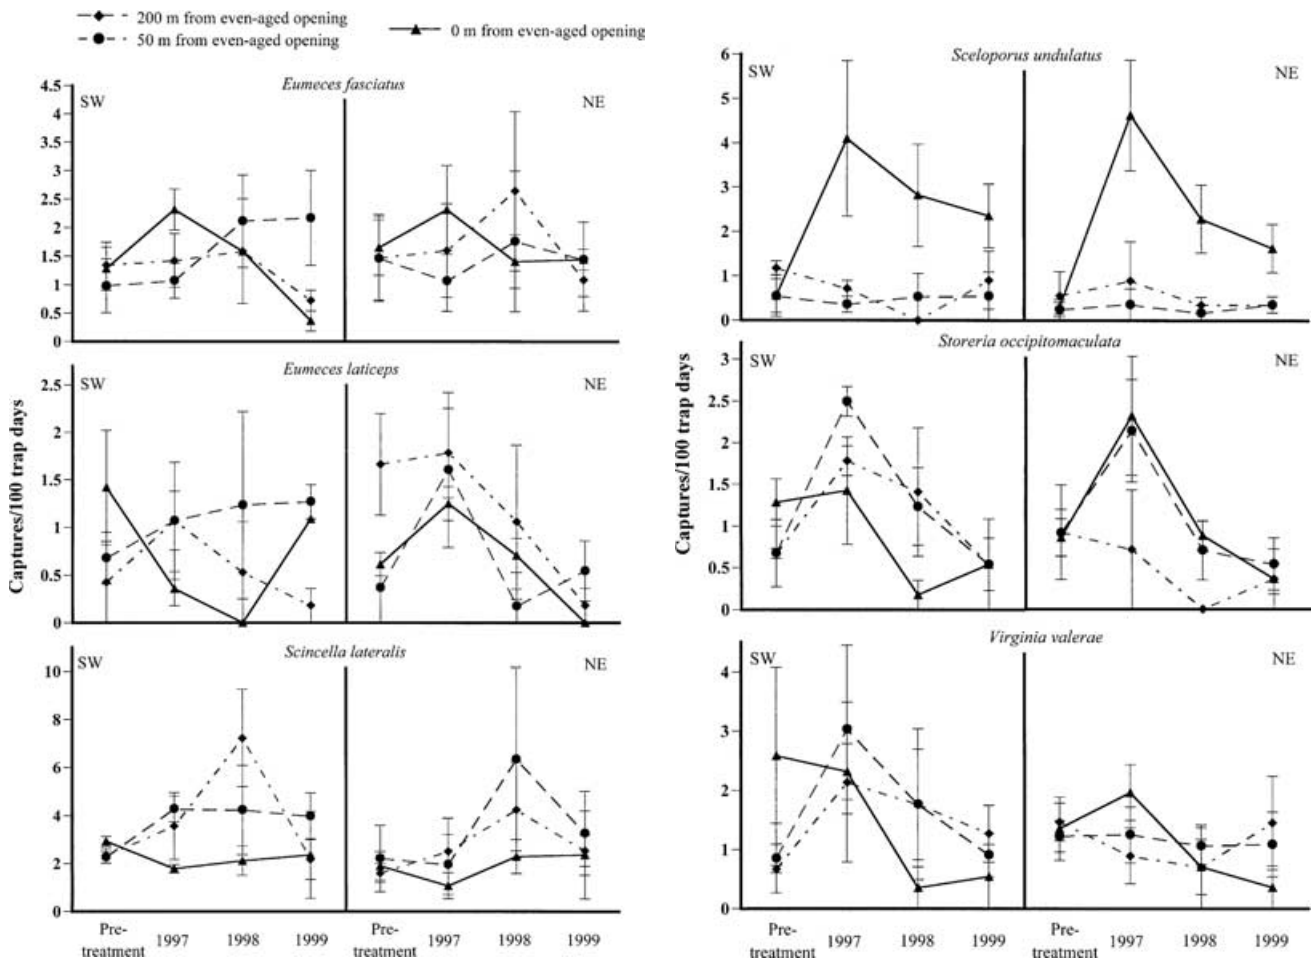 200 m from even-aged opening
50 m from even-aged opening
0 m from even-aged opening
Captures/100 trap days
Eumeces fasciatus
SW
NE
4.5
4
3.5
3
2.5
2
1.5
1
0.5
0
Eumeces laticeps
SW
NE
2.5
2
1.5
1
0.5
0
Scincella lateralis
SW
NE
10
8
6
4
2
0
Pre-
treatment
1997
1998
1999
Pre-
treatment
1997
1998
1999
Captures/100 trap days
Sceloporus undulatus
SW
NE
6
5
4
3
2
1
0
Storeria occipitomaculata
SW
NE
3
2.5
2
1.5
1
0.5
0
Virginia valerae
SW
NE
4
3
2
1
0
Pre-
treatment
1997
1998
1999
Pre-
treatment
1997
1998
1999